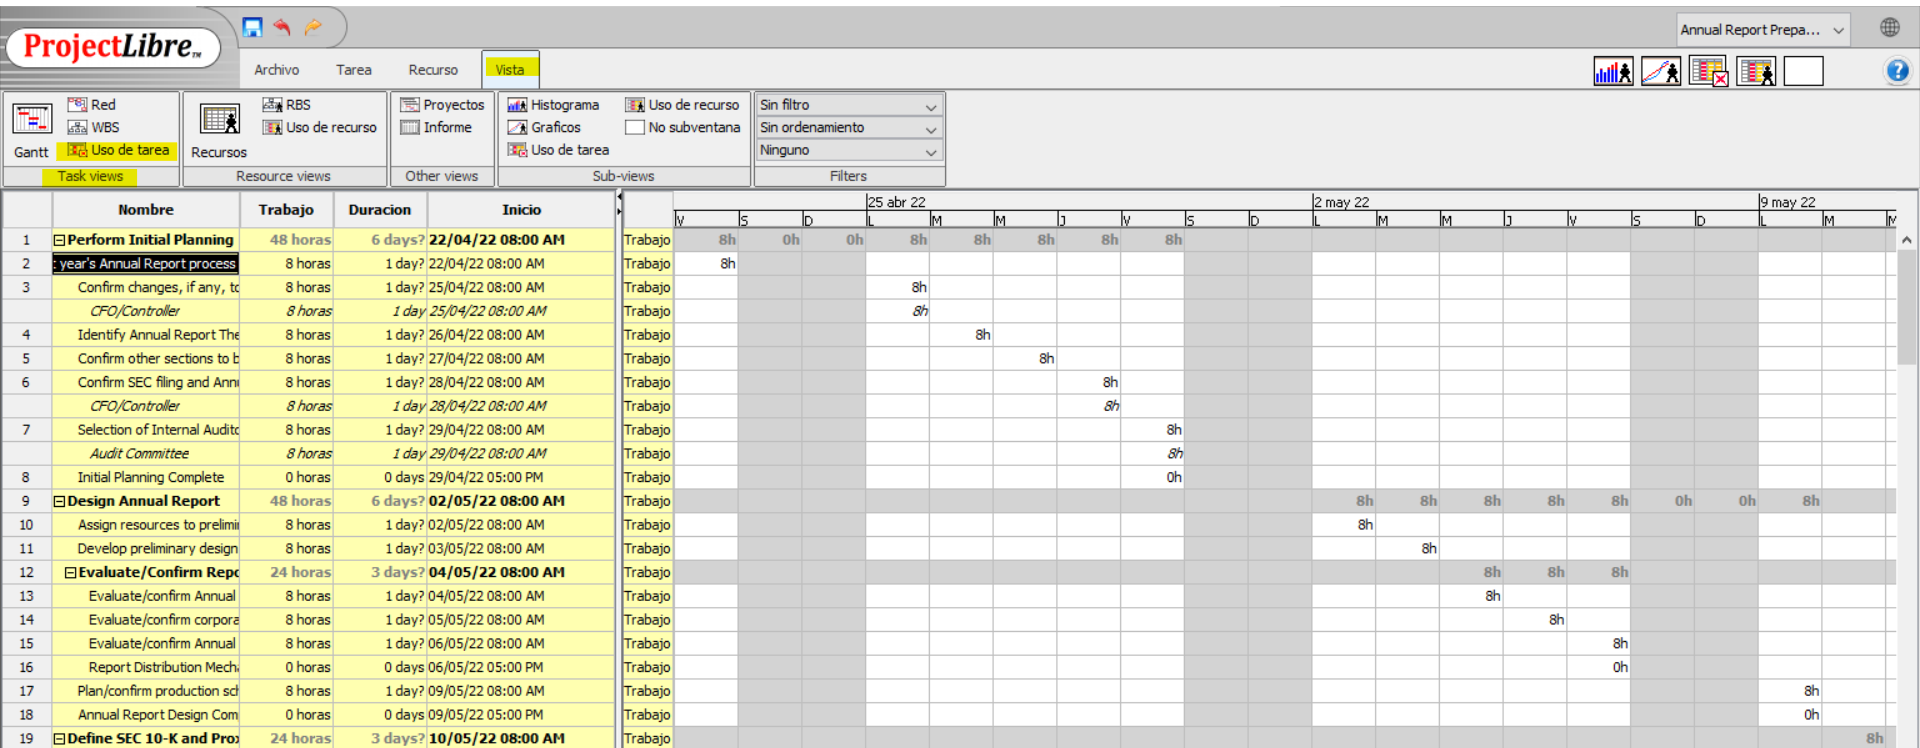 ProjectLibre™
Annual Report Prepa...
Archivo Tarea Recurso Vista
Gantt Red WBS Uso de tarea
Task views
Recursos RBS Uso de recurso
Resource views
Proyectos Informe
Other views
Histograma Uso de recurso
Graficos No subventana
Uso de tarea
Sub-views
Sin filtro
Sin ordenamiento
Ninguno
Filters
Nombre Trabajo Duracion Inicio
25 abr 22 2 may 22 9 may 22
V S D L M M J V S D L M M J V S D L M M
1 Perform Initial Planning 48 horas 6 days? 22/04/22 08:00 AM Trabajo 8h 0h 0h 8h 8h 8h 8h 8h
2 year's Annual Report process 8 horas 1 day? 22/04/22 08:00 AM Trabajo 8h
3 Confirm changes, if any, to 8 horas 1 day? 25/04/22 08:00 AM Trabajo 8h
CFO/Controller 8 horas 1 day 25/04/22 08:00 AM Trabajo 8h
4 Identify Annual Report The 8 horas 1 day? 26/04/22 08:00 AM Trabajo 8h
5 Confirm other sections to b 8 horas 1 day? 27/04/22 08:00 AM Trabajo 8h
6 Confirm SEC filing and Ann 8 horas 1 day? 28/04/22 08:00 AM Trabajo 8h
CFO/Controller 8 horas 1 day 28/04/22 08:00 AM Trabajo 8h
7 Selection of Internal Audito 8 horas 1 day? 29/04/22 08:00 AM Trabajo 8h
Audit Committee 8 horas 1 day 29/04/22 08:00 AM Trabajo 8h
8 Initial Planning Complete 0 horas 0 days 29/04/22 05:00 PM Trabajo 0h
9 Design Annual Report 48 horas 6 days? 02/05/22 08:00 AM Trabajo 8h 8h 8h 8h 8h 0h 0h 8h
10 Assign resources to prelimi 8 horas 1 day? 02/05/22 08:00 AM Trabajo 8h
11 Develop preliminary design 8 horas 1 day? 03/05/22 08:00 AM Trabajo 8h
12 Evaluate/Confirm Repo 24 horas 3 days? 04/05/22 08:00 AM Trabajo 8h 8h 8h
13 Evaluate/confirm Annual 8 horas 1 day? 04/05/22 08:00 AM Trabajo 8h
14 Evaluate/confirm corpora 8 horas 1 day? 05/05/22 08:00 AM Trabajo 8h
15 Evaluate/confirm Annual 8 horas 1 day? 06/05/22 08:00 AM Trabajo 8h
16 Report Distribution Mecha 0 horas 0 days 06/05/22 05:00 PM Trabajo 0h
17 Plan/confirm production sch 8 horas 1 day? 09/05/22 08:00 AM Trabajo 8h
18 Annual Report Design Com 0 horas 0 days 09/05/22 05:00 PM Trabajo 0h
19 Define SEC 10-K and Prox 24 horas 3 days? 10/05/22 08:00 AM Trabajo 8h